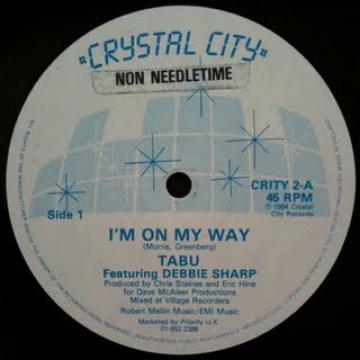 "CRYSTAL CITY"
NON NEEDLETIME
CRITY 2-A
45 RPM
℗ 1984 Crystal
City Records
Side 1
I'M ON MY WAY
(Morris, Greenberg)
TABU
Featuring DEBBIE SHARP
Produced by Chris Staines and Eric Hine
for Dave McAleer Productions
Mixed at Village Recorders
Robert Mellin Music/EMI Music
Marketed by Priority U.K
01-853 2386